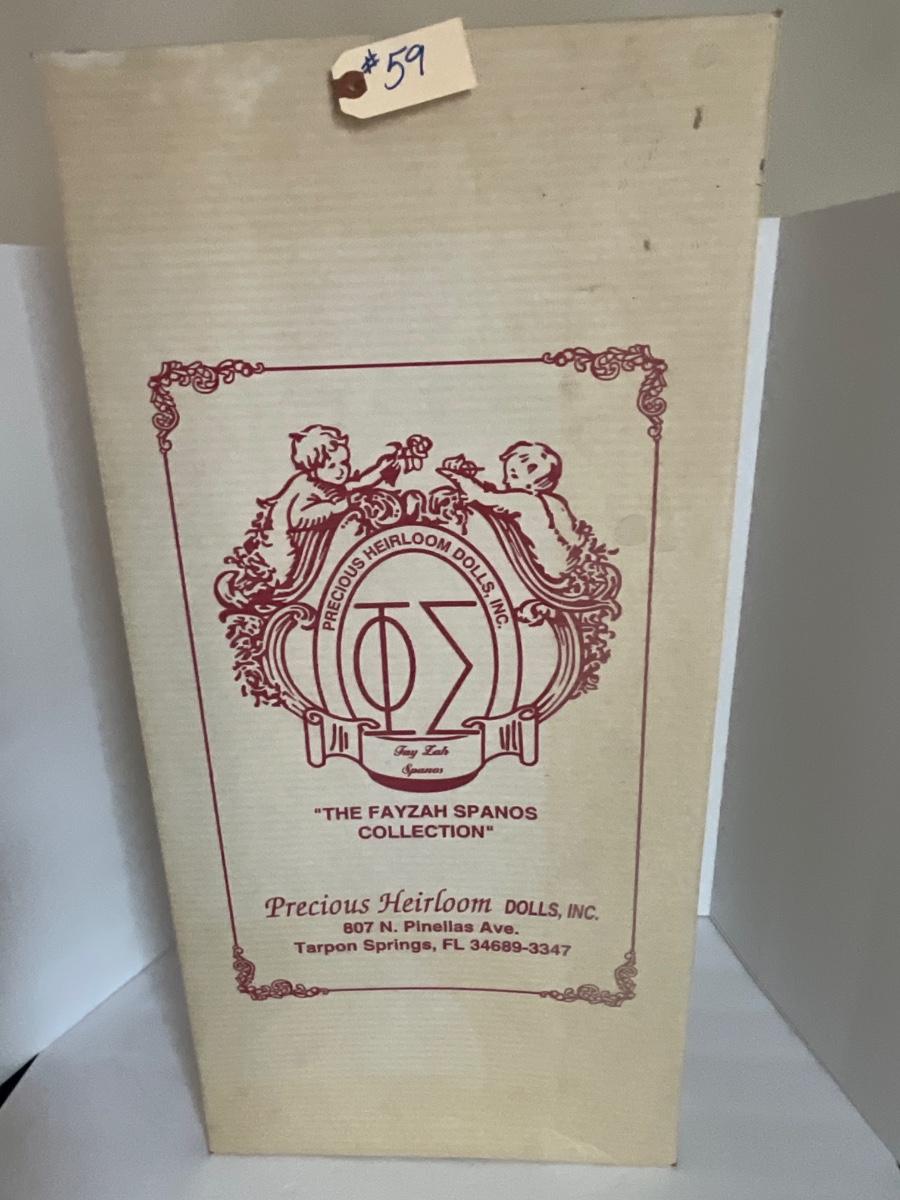 #59
PRECIOUS HEIRLOOM DOLLS, INC.
ΦΣ
Fay Zah
Spanos
"THE FAYZAH SPANOS
COLLECTION"
Precious Heirloom DOLLS, INC.
807 N. Pinellas Ave.
Tarpon Springs, FL 34689-3347